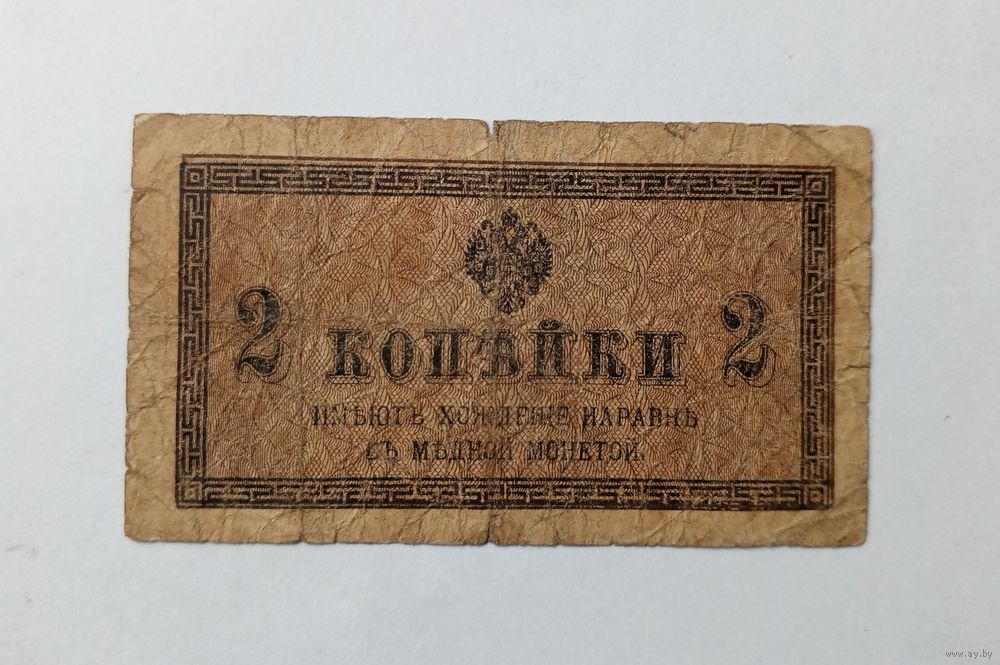 2 КОПѢЙКИ 2
ИМѢЮТЪ ХОЖДЕНІЕ НАРАВНѢ
СЪ МѢДНОЙ МОНЕТОЙ.
www.ay.by